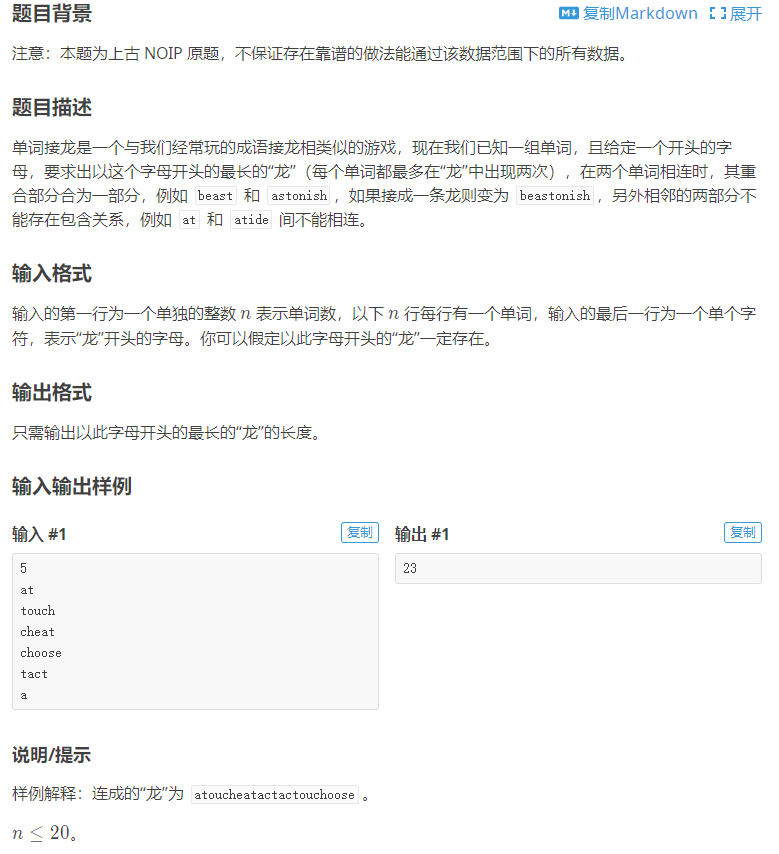 题目背景
复制Markdown 展开
注意：本题为上古 NOIP 原题，不保证存在靠谱的做法能通过该数据范围下的所有数据。
题目描述
单词接龙是一个与我们经常玩的成语接龙相类似的游戏，现在我们已知一组单词，且给定一个开头的字
母，要求出以这个字母开头的最长的“龙”（每个单词都最多在“龙”中出现两次），在两个单词相连时，其重
合部分合为一部分，例如 beast 和 astonish，如果接成一条龙则变为 beastonish，另外相邻的两部分不
能存在包含关系，例如 at 和 atide 间不能相连。
输入格式
输入的第一行为一个单独的整数 n 表示单词数，以下 n 行每行有一个单词，输入的最后一行为一个单个字
符，表示“龙”开头的字母。你可以假定以此字母开头的“龙”一定存在。
输出格式
只需输出以此字母开头的最长的“龙”的长度。
输入输出样例
输入 #1 复制
5
at
touch
cheat
choose
tact
a
输出 #1 复制
23
说明/提示
样例解释：连成的“龙”为 atoucheatactactouchoose。
n ≤ 20。